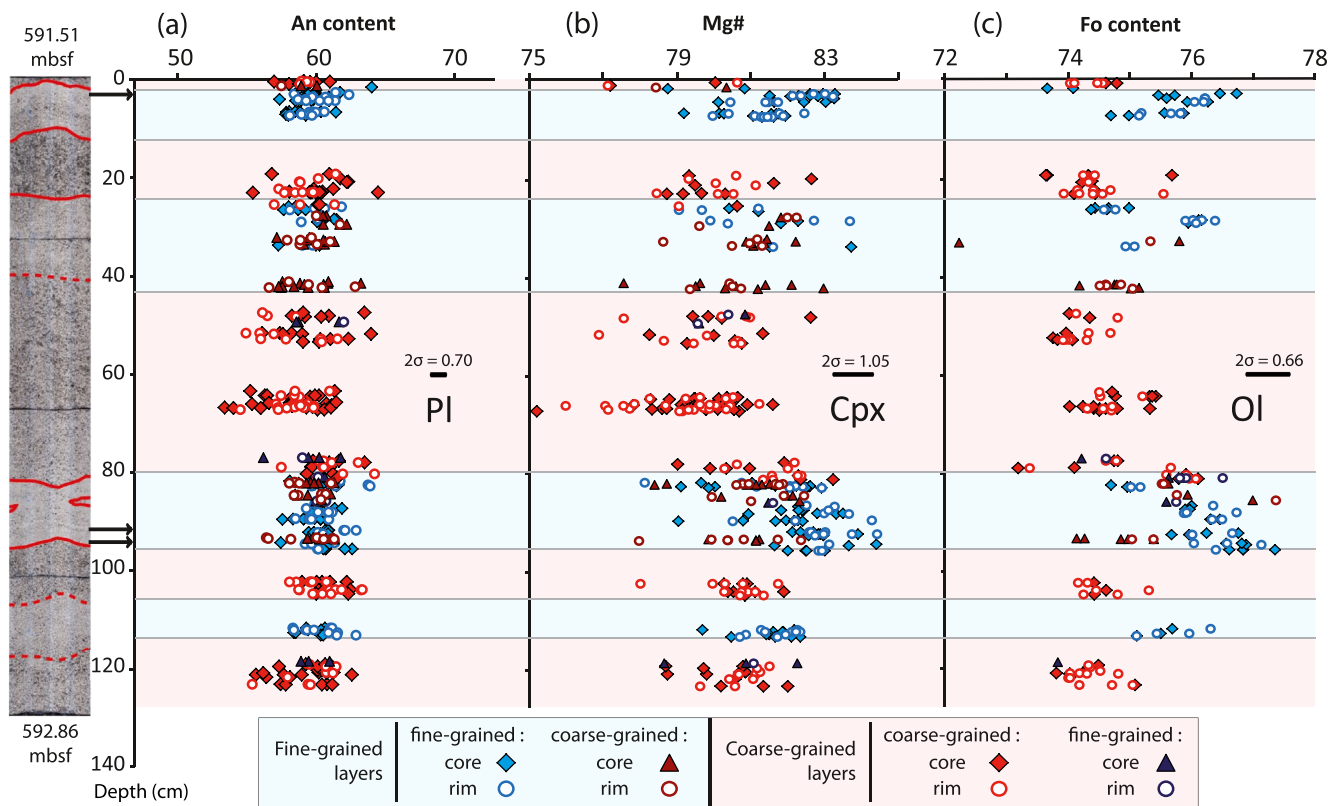 (a) An content (b) Mg# (c) Fo content
591.51
mbsf
50 60 70 75 79 83 72 74 76 78
0
20
40
60
80
100
120
140
2σ = 0.70 2σ = 1.05 2σ = 0.66
Pl Cpx Ol
592.86
mbsf
Depth (cm)
Fine-grained
layers
fine-grained :
core
rim
coarse-grained :
core
rim
Coarse-grained
layers
coarse-grained :
core
rim
fine-grained :
core
rim